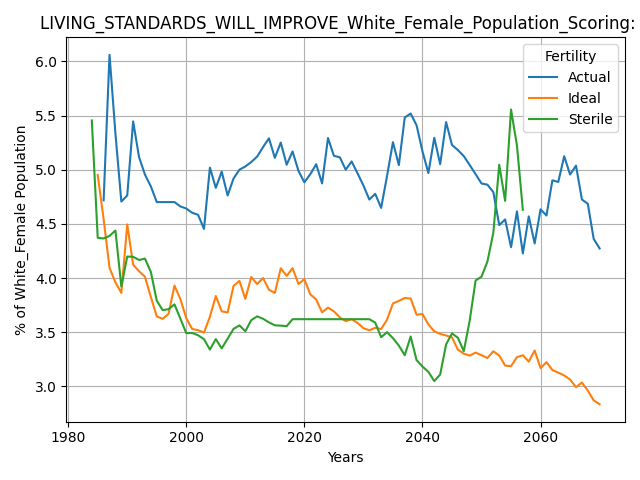 LIVING_STANDARDS_WILL_IMPROVE_White_Female_Population_Scoring:
Fertility
Actual
Ideal
Sterile
% of White_Female Population
6.0
5.5
5.0
4.5
4.0
3.5
3.0
1980
2000
2020
2040
2060
Years